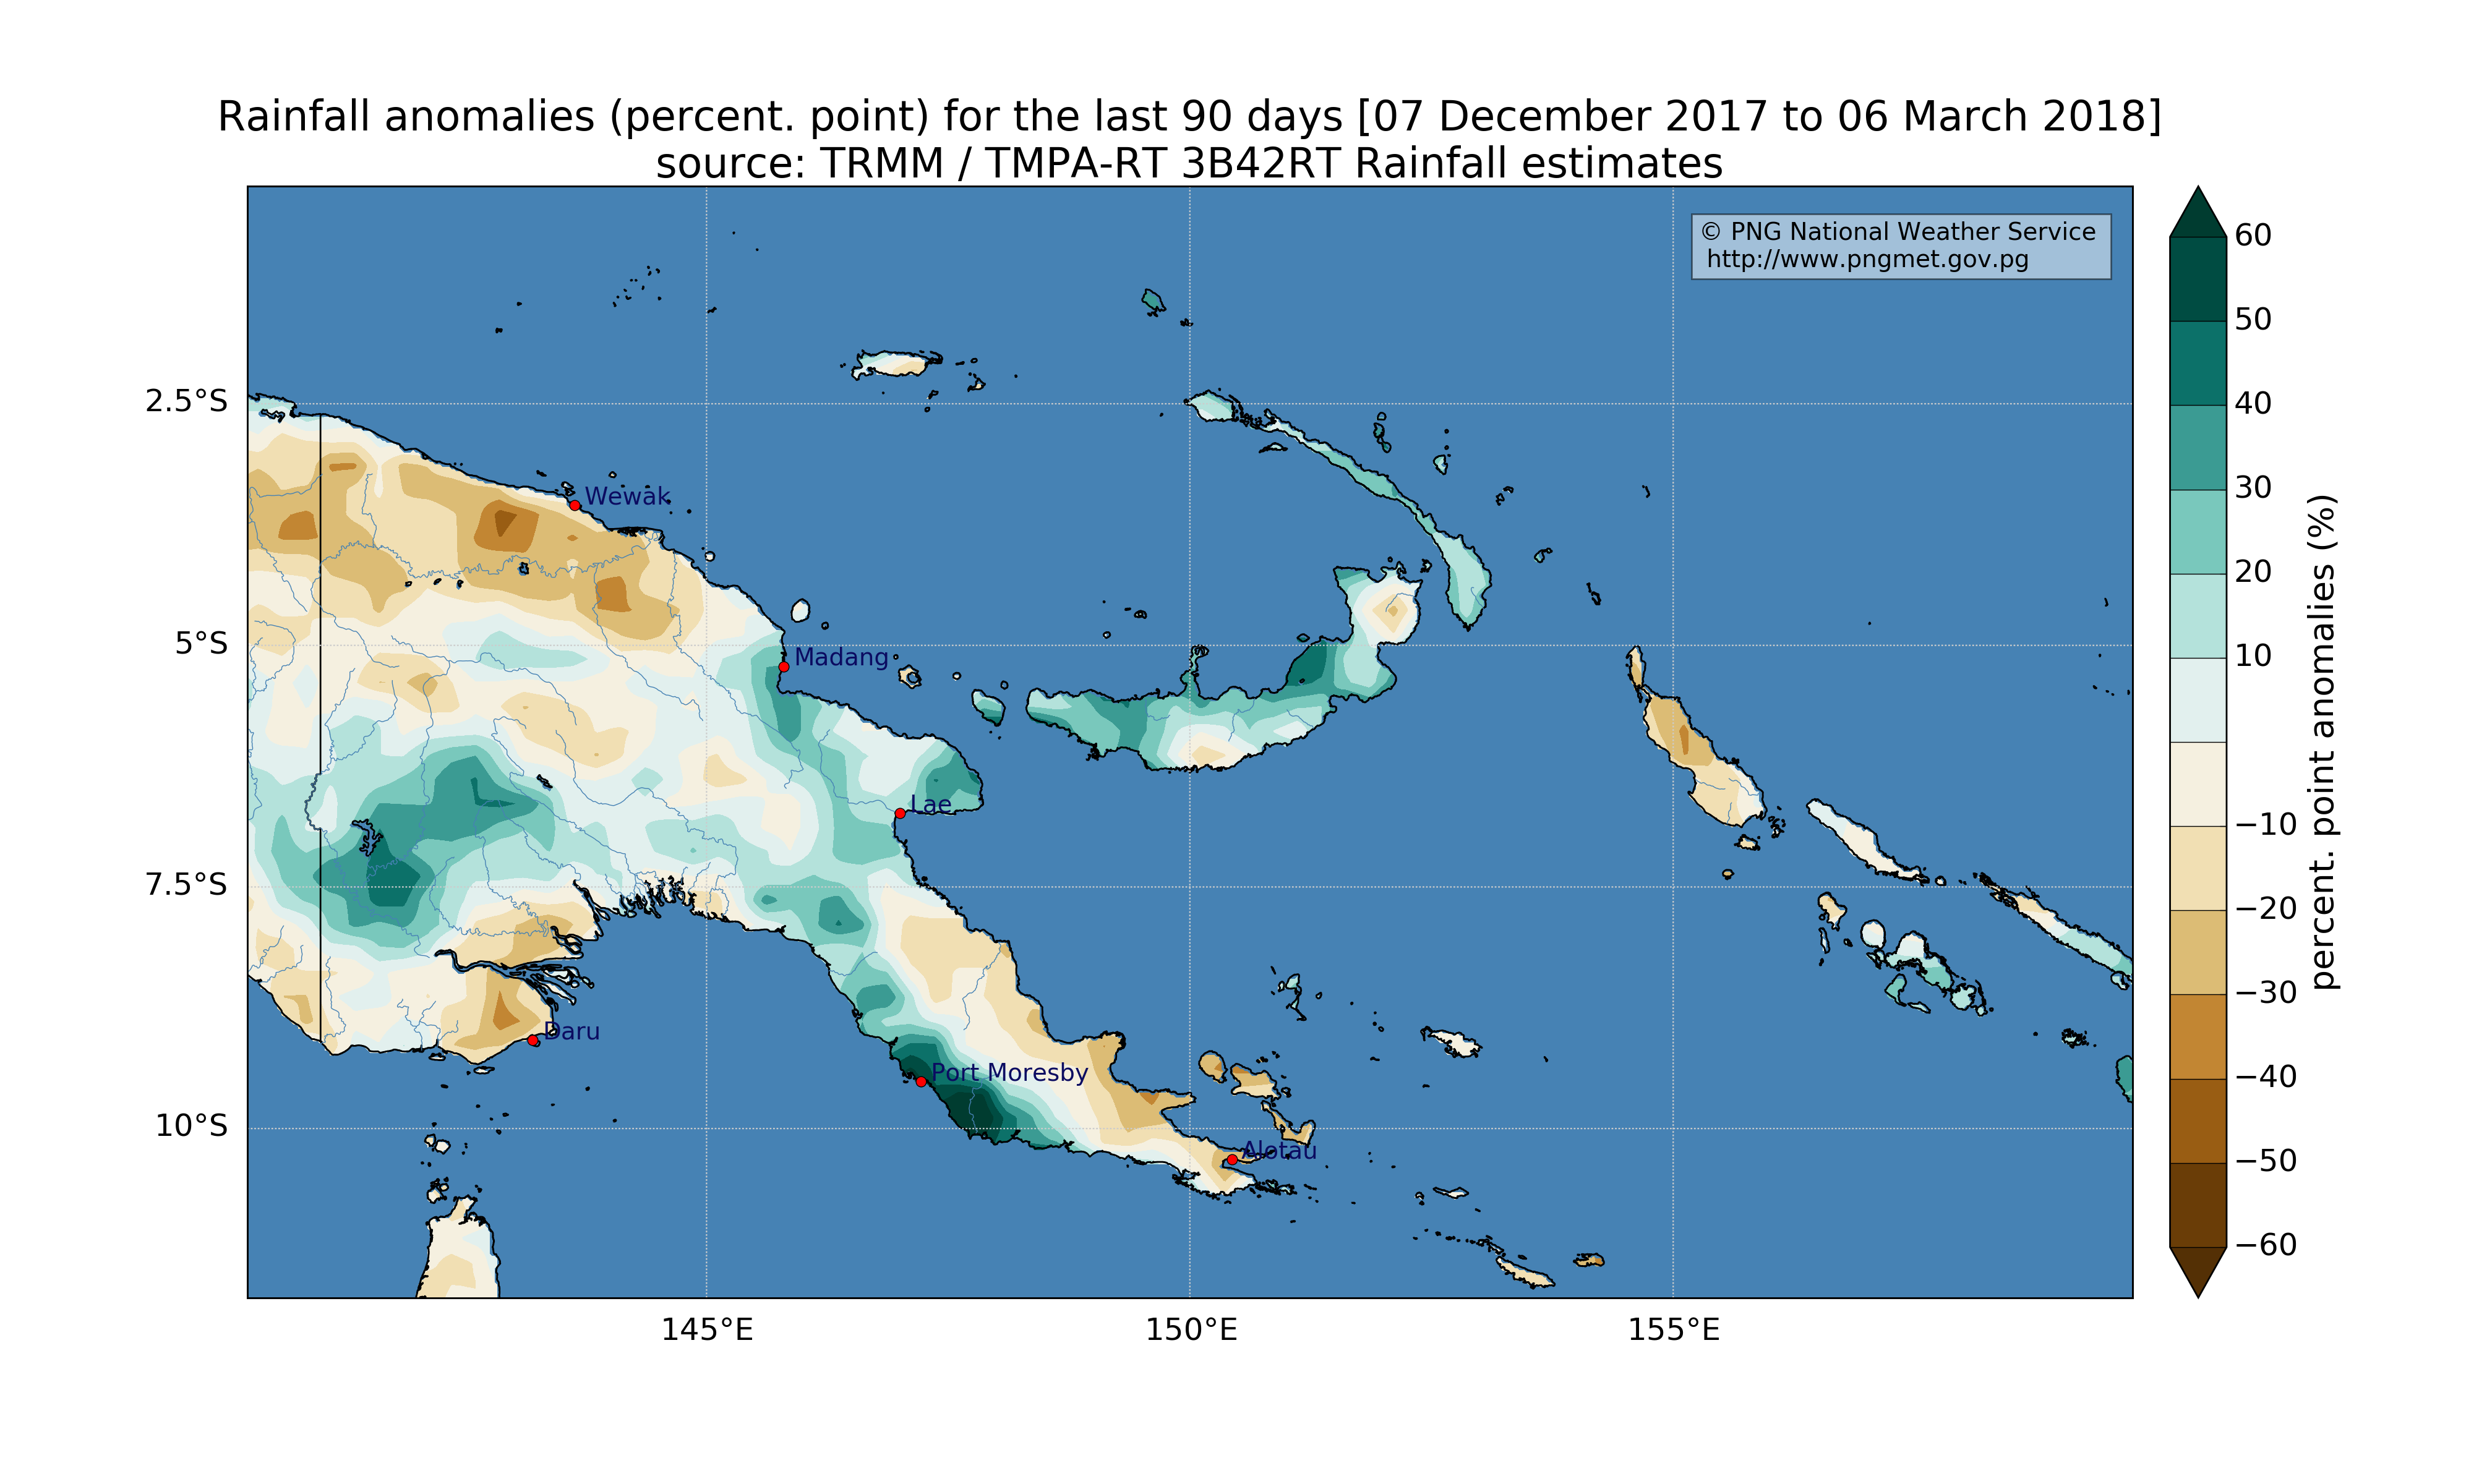 Rainfall anomalies (percent. point) for the last 90 days [07 December 2017 to 06 March 2018]
source: TRMM / TMPA-RT 3B42RT Rainfall estimates
© PNG National Weather Service
http://www.pngmet.gov.pg
2.5°S
5°S
7.5°S
10°S
145°E
150°E
155°E
Wewak
Madang
Lae
Daru
Port Moresby
Alotau
60
50
40
30
20
10
−10
−20
−30
−40
−50
−60
percent. point anomalies (%)